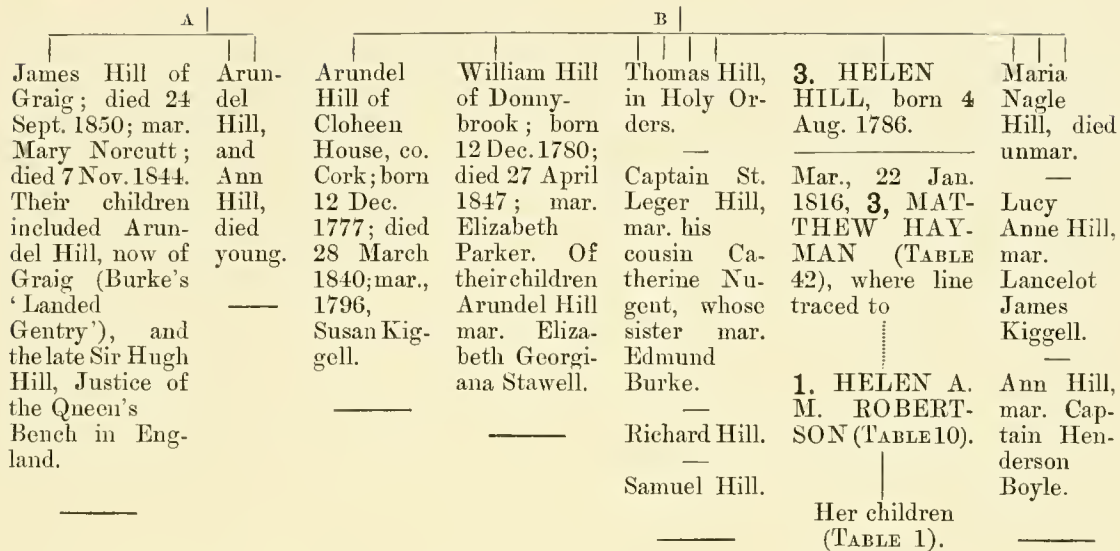 A
B
James Hill of
Graig; died 24
Sept. 1850; mar.
Mary Norcutt;
died 7 Nov. 1844.
Their children
included Arun-
del Hill, now of
Graig (Burke's
‘Landed
Gentry’), and
the late Sir Hugh
Hill, Justice of
the Queen's
Bench in Eng-
land.
Arun-
del
Hill,
and
Ann
Hill,
died
young.
Arundel
Hill of
Cloheen
House, co.
Cork; born
12 Dec.
1777; died
28 March
1840; mar.,
1796,
Susan Kig-
gell.
William Hill
of Donny-
brook; born
12 Dec. 1780;
died 27 April
1847; mar.
Elizabeth
Parker. Of
their children
Arundel Hill
mar. Eliza-
beth Georgi-
ana Stawell.
Thomas Hill,
in Holy Or-
ders.
—
Captain St.
Leger Hill,
mar. his
cousin Ca-
therine Nu-
gent, whose
sister mar.
Edmund
Burke.
—
Richard Hill.
—
Samuel Hill.
3. HELEN
HILL, born 4
Aug. 1786.
Mar., 22 Jan.
1816, 3, MAT-
THEW HAY-
MAN (TABLE
42), where line
traced to
1. HELEN A.
M. ROBERT-
SON (TABLE 10).
Her children
(TABLE 1).
Maria
Nagle
Hill, died
unmar.
—
Lucy
Anne Hill,
mar.
Lancelot
James
Kiggell.
—
Ann Hill,
mar. Cap-
tain Hen-
derson
Boyle.